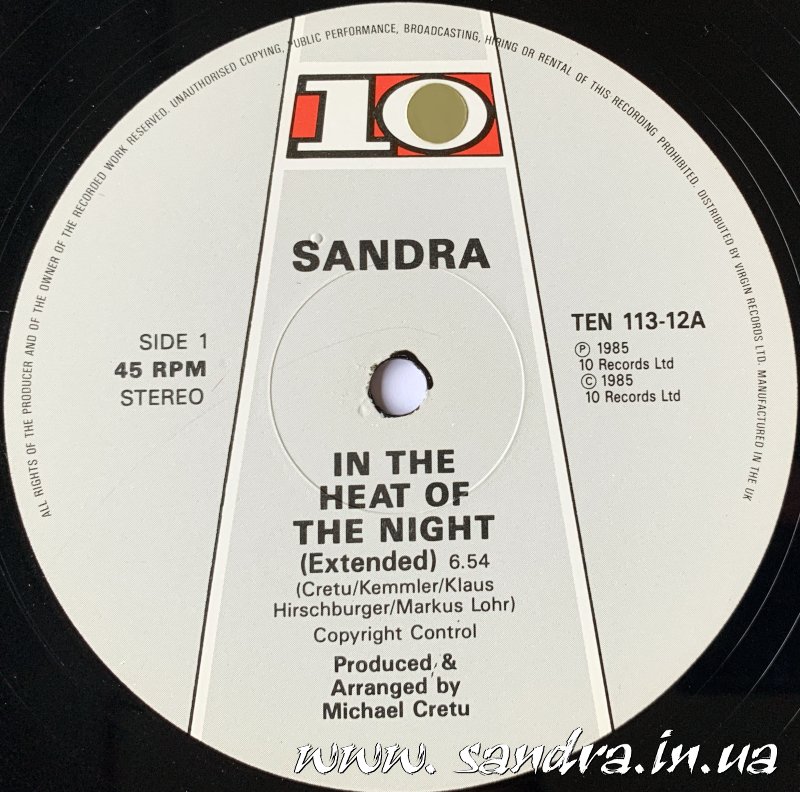 ALL RIGHTS OF THE PRODUCER AND OF THE OWNER OF THE RECORDED WORK RESERVED. UNAUTHORISED COPYING, PUBLIC PERFORMANCE, BROADCASTING, HIRING OR RENTAL OF THIS RECORDING PROHIBITED. DISTRIBUTED BY VIRGIN RECORDS LTD. MANUFACTURED IN THE UK
10
SANDRA
SIDE 1
45 RPM
STEREO
TEN 113-12A
℗ 1985
10 Records Ltd
© 1985
10 Records Ltd
IN THE
HEAT OF
THE NIGHT
(Extended) 6.54
(Cretu/Kemmler/Klaus
Hirschburger/Markus Lohr)
Copyright Control
Produced &
Arranged by
Michael Cretu
www. sandra.in.ua